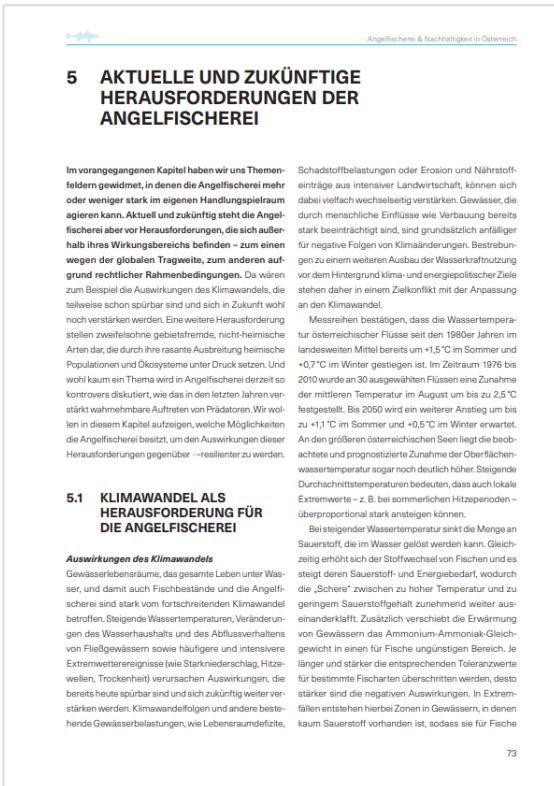 Angelfischerei & Nachhaltigkeit in Österreich
5 AKTUELLE UND ZUKÜNFTIGE
HERAUSFORDERUNGEN DER
ANGELFISCHEREI
Im vorangegangenen Kapitel haben wir uns Themen-
feldern gewidmet, in denen die Angelfischerei mehr
oder weniger stark im eigenen Handlungsspielraum
agieren kann. Aktuell und zukünftig steht die Angel-
fischerei aber vor Herausforderungen, die sich außer-
halb ihres Wirkungsbereichs befinden – zum einen
wegen der globalen Tragweite, zum anderen auf-
grund rechtlicher Rahmenbedingungen. Da wären
zum Beispiel die Auswirkungen des Klimawandels, die
teilweise schon spürbar sind und sich in Zukunft wohl
noch verstärken werden. Eine weitere Herausforderung
stellen zweifelsohne gebietsfremde, nicht-heimische
Arten dar, die durch ihre rasante Ausbreitung heimische
Populationen und Ökosysteme unter Druck setzen. Und
wohl kaum ein Thema wird in Angelfischerei derzeit so
kontrovers diskutiert, wie das in den letzten Jahren ver-
stärkt wahrnehmbare Auftreten von Prädatoren. Wir wol-
len in diesem Kapitel aufzeigen, welche Möglichkeiten
die Angelfischerei besitzt, um den Auswirkungen dieser
Herausforderungen gegenüber →resilienter zu werden.
5.1 KLIMAWANDEL ALS
HERAUSFORDERUNG FÜR
DIE ANGELFISCHEREI
Auswirkungen des Klimawandels
Gewässerlebensräume, das gesamte Leben unter Was-
ser, und damit auch Fischbestände und die Angelfi-
scherei sind stark vom fortschreitenden Klimawandel
betroffen. Steigende Wassertemperaturen, Veränderun-
gen des Wasserhaushalts und des Abflussverhaltens
von Fließgewässern sowie häufigere und intensivere
Extremwetterereignisse (wie Starkniederschlag, Hitze-
wellen, Trockenheit) verursachen Auswirkungen, die
bereits heute spürbar sind und sich zukünftig weiter ver-
stärken werden. Klimawandelfolgen und andere beste-
hende Gewässerbelastungen, wie Lebensraumdefizite,
Schadstoffbelastungen oder Erosion und Nährstoff-
einträge aus intensiver Landwirtschaft, können sich
dabei vielfach wechselseitig verstärken. Gewässer, die
durch menschliche Einflüsse wie Verbauung bereits
stark beeinträchtigt sind, sind grundsätzlich anfälliger
für negative Folgen von Klimaänderungen. Bestrebun-
gen zu einem weiteren Ausbau der Wasserkraftnutzung
vor dem Hintergrund klima- und energiepolitischer Ziele
stehen daher in einem Zielkonflikt mit der Anpassung
an den Klimawandel.
Messreihen bestätigen, dass die Wassertempera-
tur österreichischer Flüsse seit den 1980er Jahren im
landesweiten Mittel bereits um +1,5 °C im Sommer und
+0,7 °C im Winter gestiegen ist. Im Zeitraum 1976 bis
2010 wurde an 30 ausgewählten Flüssen eine Zunahme
der mittleren Temperatur im August um bis zu 2,5 °C
festgestellt. Bis 2050 wird ein weiterer Anstieg um bis
zu +1,1 °C im Sommer und +0,5 °C im Winter erwartet.
An den größeren österreichischen Seen liegt die beob-
achtete und prognostizierte Zunahme der Oberflächen-
wassertemperatur sogar noch deutlich höher. Steigende
Durchschnittstemperaturen bedeuten, dass auch lokale
Extremwerte – z. B. bei sommerlichen Hitzeperioden –
überproportional stark ansteigen können.
Bei steigender Wassertemperatur sinkt die Menge an
Sauerstoff, die im Wasser gelöst werden kann. Gleich-
zeitig erhöht sich der Stoffwechsel von Fischen und es
steigt deren Sauerstoff- und Energiebedarf, wodurch
die „Schere“ zwischen zu hoher Temperatur und zu
geringem Sauerstoffgehalt zunehmend weiter aus-
einanderklafft. Zusätzlich verschiebt die Erwärmung
von Gewässern das Ammonium-Ammoniak-Gleich-
gewicht in einen für Fische ungünstigen Bereich. Je
länger und stärker die entsprechenden Toleranzwerte
für bestimmte Fischarten überschritten werden, desto
stärker sind die negativen Auswirkungen. In Extrem-
fällen entstehen hierbei Zonen in Gewässern, in denen
kaum Sauerstoff vorhanden ist, sodass sie für Fische
73